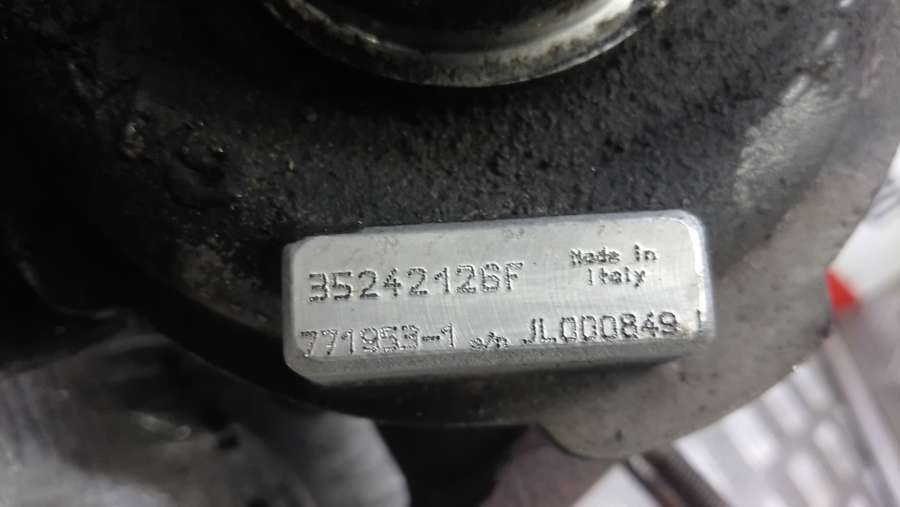 35242126F
Made in
Italy
771953-1 s/n JL000849